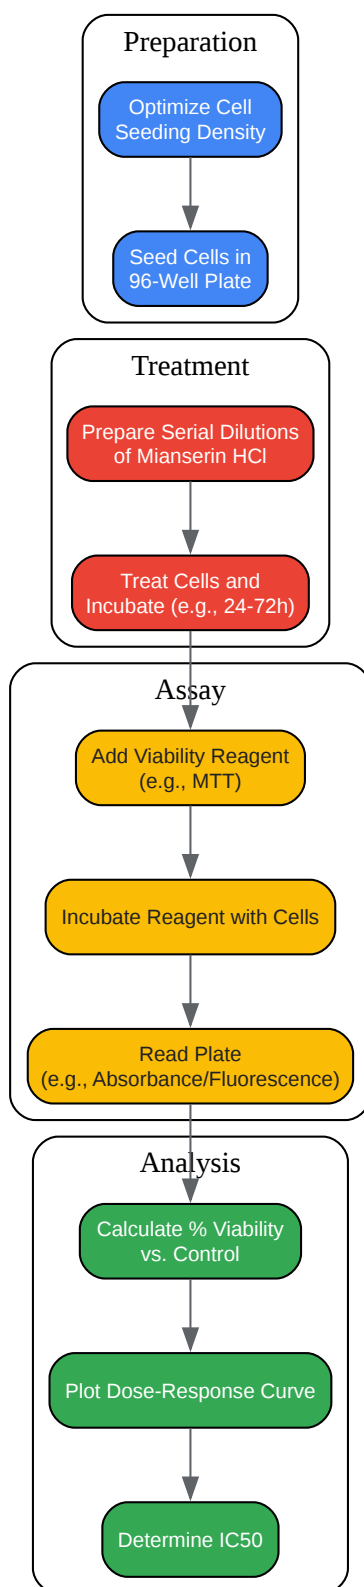 Preparation
Optimize Cell
Seeding Density
Seed Cells in
96-Well Plate
Treatment
Prepare Serial Dilutions
of Mianserin HCl
Treat Cells and
Incubate (e.g., 24-72h)
Assay
Add Viability Reagent
(e.g., MTT)
Incubate Reagent with Cells
Read Plate
(e.g., Absorbance/Fluorescence)
Analysis
Calculate % Viability
vs. Control
Plot Dose-Response Curve
Determine IC50